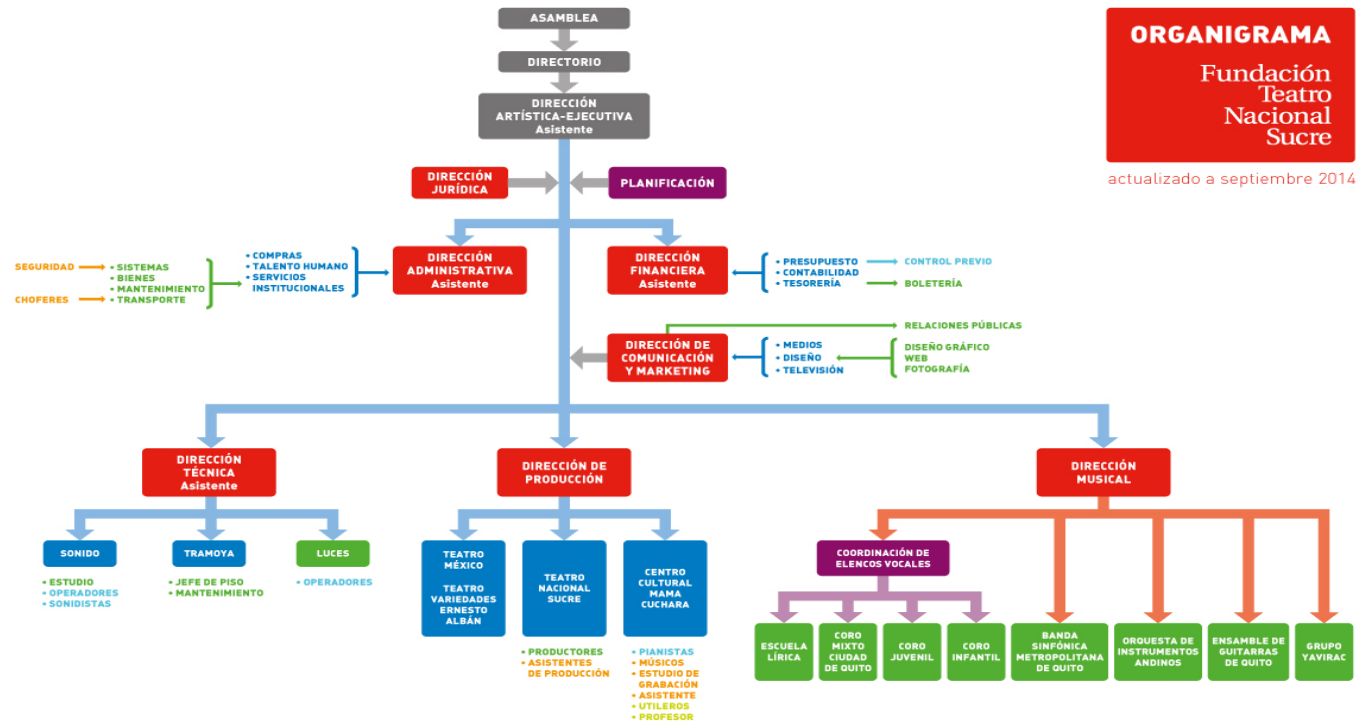 ASAMBLEA
DIRECTORIO
DIRECCIÓN
ARTÍSTICA-EJECUTIVA
Asistente
ORGANIGRAMA
Fundación
Teatro
Nacional
Sucre
actualizado a septiembre 2014
DIRECCIÓN
JURÍDICA
PLANIFICACIÓN
SEGURIDAD
CHOFERES
• SISTEMAS
• BIENES
• MANTENIMIENTO
• TRANSPORTE
• COMPRAS
• TALENTO HUMANO
• SERVICIOS
INSTITUCIONALES
DIRECCIÓN
ADMINISTRATIVA
Asistente
DIRECCIÓN
FINANCIERA
Asistente
• PRESUPUESTO
• CONTABILIDAD
• TESORERÍA
CONTROL PREVIO
BOLETERÍA
RELACIONES PÚBLICAS
DIRECCIÓN DE
COMUNICACIÓN
Y MARKETING
• MEDIOS
• DISEÑO
• TELEVISIÓN
DISEÑO GRÁFICO
WEB
FOTOGRAFÍA
DIRECCIÓN
TÉCNICA
Asistente
DIRECCIÓN DE
PRODUCCIÓN
DIRECCIÓN
MUSICAL
SONIDO
• ESTUDIO
• OPERADORES
• SONIDISTAS
TRAMOYA
• JEFE DE PISO
• MANTENIMIENTO
LUCES
• OPERADORES
TEATRO
MÉXICO
TEATRO
VARIEDADES
ERNESTO
ALBÁN
TEATRO
NACIONAL
SUCRE
• PRODUCTORES
• ASISTENTES
DE PRODUCCIÓN
CENTRO
CULTURAL
MAMA
CUCHARA
• PIANISTAS
• MÚSICOS
• ESTUDIO DE
GRABACIÓN
• ASISTENTE
• UTILEROS
• PROFESOR
COORDINACIÓN DE
ELENCOS VOCALES
ESCUELA
LÍRICA
CORO
MIXTO
CIUDAD
DE QUITO
CORO
JUVENIL
CORO
INFANTIL
BANDA
SINFÓNICA
METROPOLITANA
DE QUITO
ORQUESTA DE
INSTRUMENTOS
ANDINOS
ENSAMBLE DE
GUITARRAS
DE QUITO
GRUPO
YAVIRAC